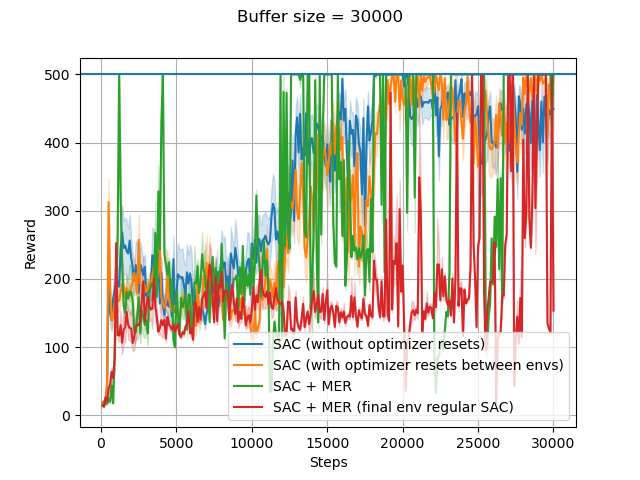 Buffer size = 30000
500
400
300
200
100
0
Reward
SAC (without optimizer resets)
SAC (with optimizer resets between envs)
SAC + MER
SAC + MER (final env regular SAC)
0 5000 10000 15000 20000 25000 30000
Steps